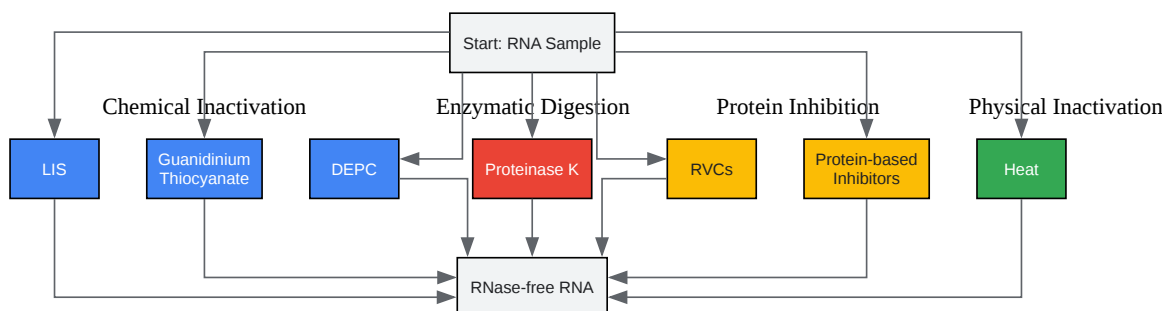 Start: RNA Sample
Chemical Inactivation
Enzymatic Digestion
Protein Inhibition
Physical Inactivation
LIS
Guanidinium
Thiocyanate
DEPC
Proteinase K
RVCs
Protein-based
Inhibitors
Heat
RNase-free RNA